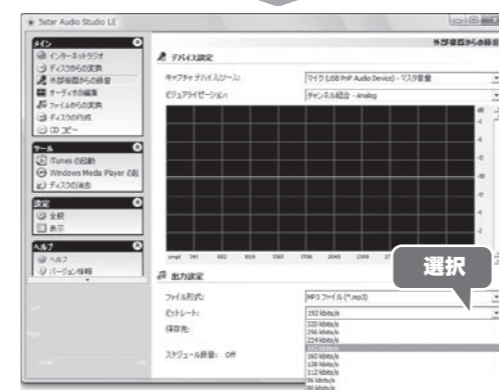 5star Audio Studio LE
外部機器からの録音
メイン
インターネットラジオ
ディスクからの変換
外部機器からの録音
オーディオの編集
ファイルからの変換
ディスクの作成
CD コピー
ツール
iTunes の起動
Windows Media Player の起
ディスクの消去
設定
全般
表示
ヘルプ
ヘルプ
バージョン情報
デバイス設定
キャプチャ デバイス/ソース:
マイク (USB PnP Audio Device) - マスタ音量
ビジュアライゼーション:
チャンネル結合 - Analog
選択
出力設定
ファイル形式:
MP3 ファイル (*.mp3)
ビットレート:
192 kbits/s
320 kbits/s
256 kbits/s
224 kbits/s
192 kbits/s
160 kbits/s
128 kbits/s
112 kbits/s
96 kbits/s
80 kbits/s
保存先:
スケジュール録音: Off